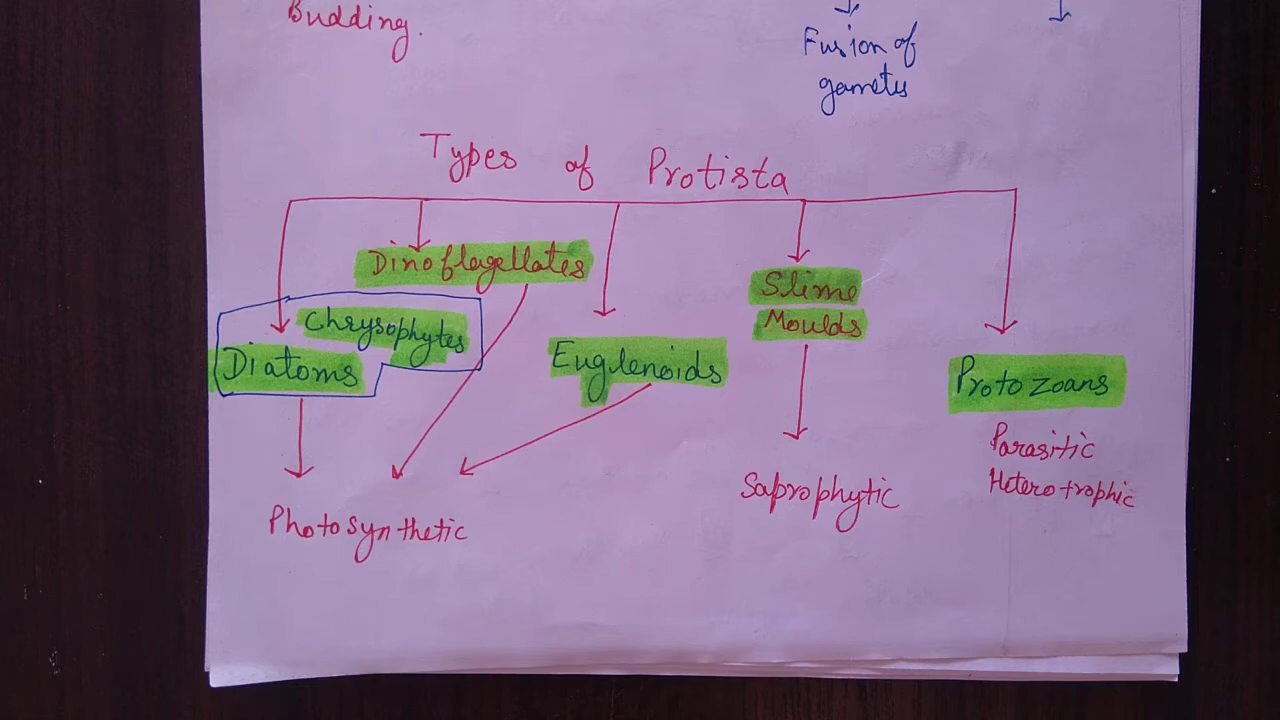 Budding.
Fusion of
gametes
Types of Protista
Dinoflagellates
Chrysophytes
Diatoms
Euglenoids
Slime
Moulds
Protozoans
Parasitic
Heterotrophic
Saprophytic
Photosynthetic